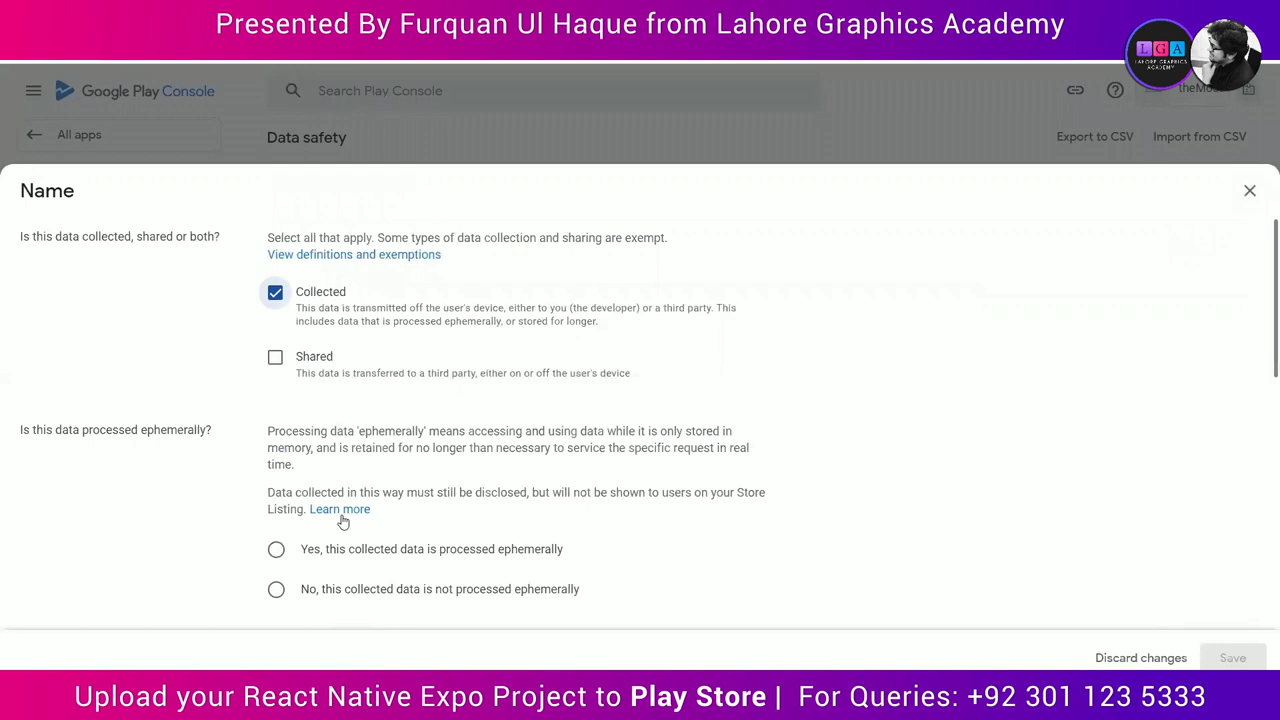 Presented By Furquan Ul Haque from Lahore Graphics Academy
LGA
LAHORE GRAPHICS
ACADEMY
Google Play Console
Search Play Console
All apps
Data safety
Export to CSV
Import from CSV
Name
Is this data collected, shared or both?
Select all that apply. Some types of data collection and sharing are exempt.
View definitions and exemptions
Collected
This data is transmitted off the user's device, either to you (the developer) or a third party. This
includes data that is processed ephemerally, or stored for longer.
Shared
This data is transferred to a third party, either on or off the user's device
Is this data processed ephemerally?
Processing data 'ephemerally' means accessing and using data while it is only stored in
memory, and is retained for no longer than necessary to service the specific request in real
time.
Data collected in this way must still be disclosed, but will not be shown to users on your Store
Listing. Learn more
Yes, this collected data is processed ephemerally
No, this collected data is not processed ephemerally
Discard changes
Save
Upload your React Native Expo Project to Play Store | For Queries: +92 301 123 5333